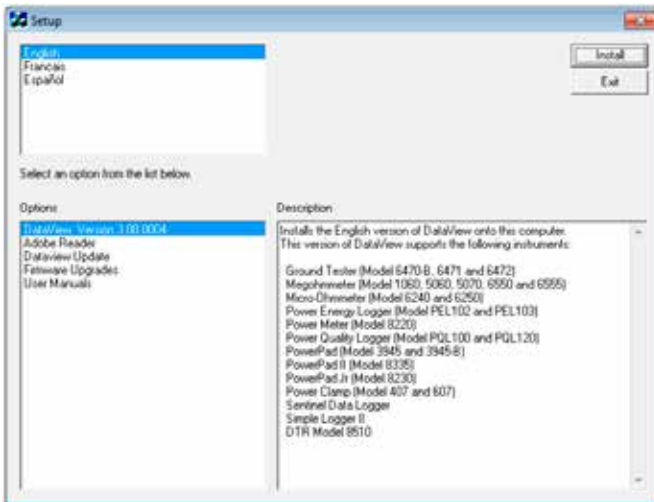 Setup
English
Francais
Español
Install
Exit
Select an option from the list below.
Options
DataView Version 3.00.0004
Adobe Reader
Dataview Update
Firmware Upgrades
User Manuals
Description
Installs the English version of DataView onto this computer.
This version of DataView supports the following instruments:
Ground Tester (Model 6470-B, 6471 and 6472)
Megohmmeter (Model 1060, 5060, 5070, 6550 and 6555)
Micro-Ohmmeter (Model 6240 and 6250)
Power Energy Logger (Model PEL102 and PEL103)
Power Meter (Model 8220)
Power Quality Logger (Model PQL100 and PQL120)
PowerPad (Model 3945 and 3945-B)
PowerPad II (Model 8335)
PowerPad Jr (Model 8230)
Power Clamp (Model 407 and 607)
Sentinel Data Logger
Simple Logger II
DTR Model 8510